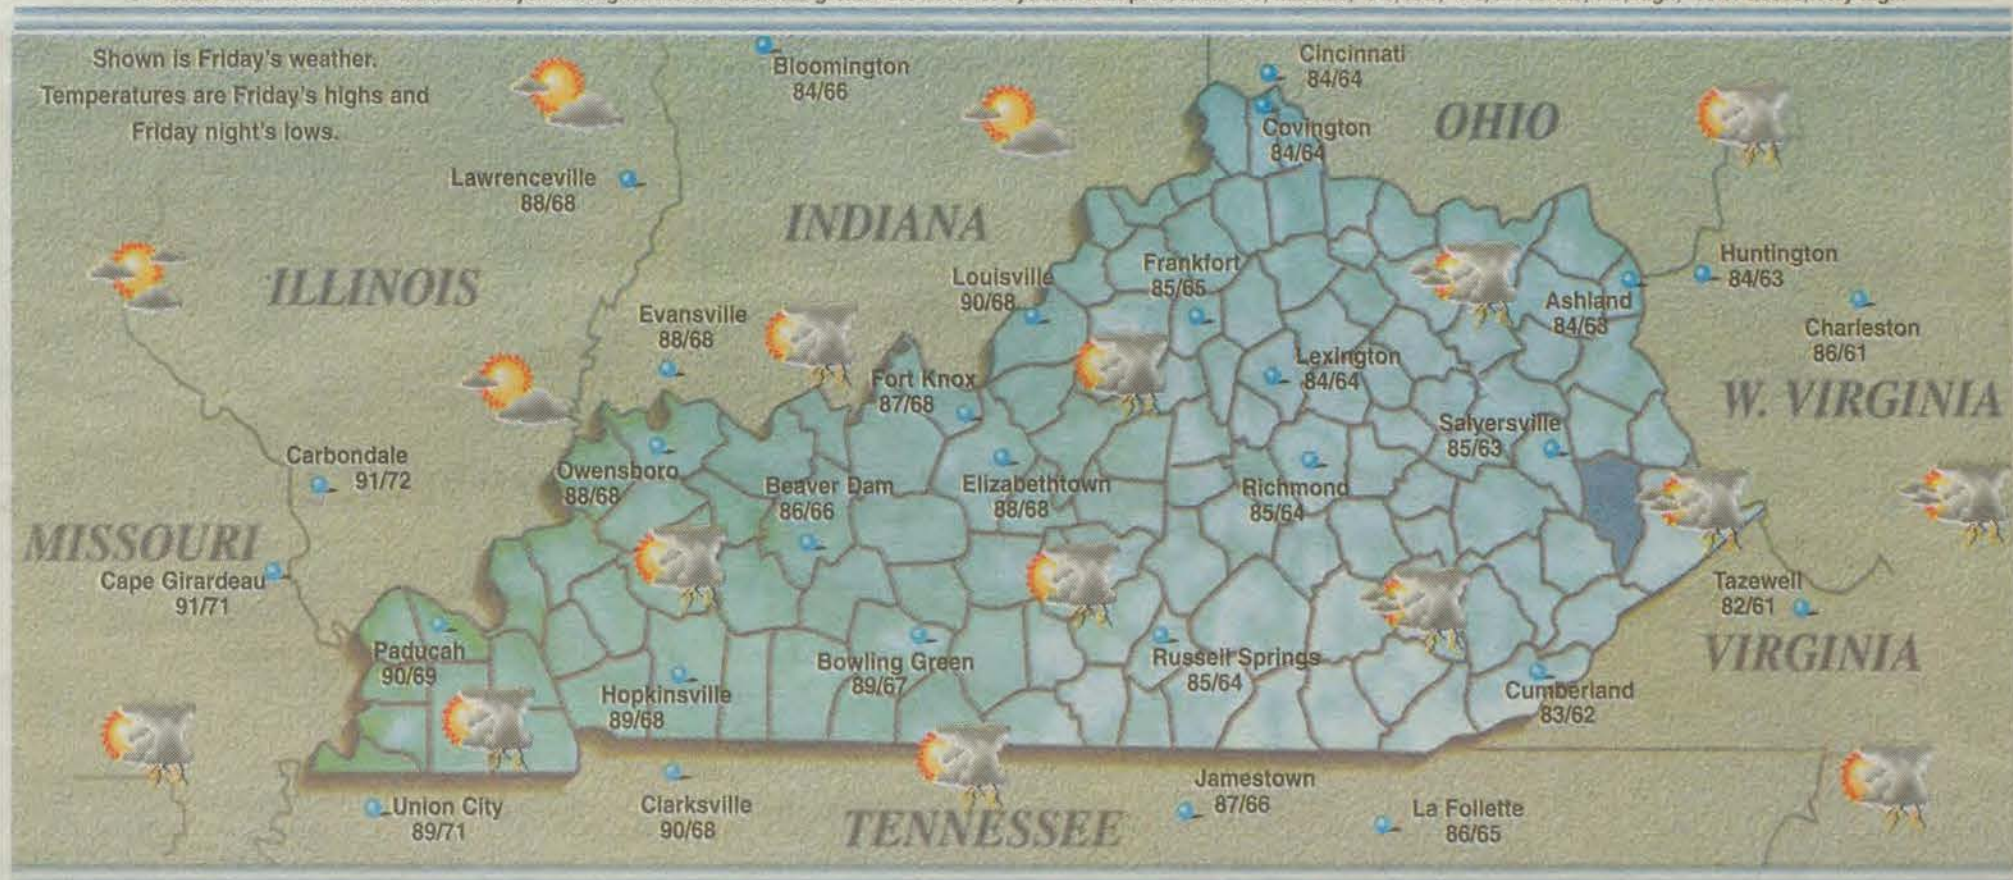 Shown is Friday's weather.
Temperatures are Friday's highs and
Friday night's lows.
Bloomington
84/66
Cincinnati
84/64
Covington
84/64
OHIO
Lawrenceville
88/68
INDIANA
ILLINOIS
Louisville
90/68
Frankfort
85/65
Huntington
84/63
Ashland
84/63
Charleston
86/61
Evansville
88/68
Lexington
84/64
Fort Knox
87/68
W. VIRGINIA
Salyersville
85/63
Carbondale
91/72
Owensboro
88/68
Beaver Dam
86/66
Elizabethtown
88/68
Richmond
85/64
MISSOURI
Cape Girardeau
91/71
Tazewell
82/61
VIRGINIA
Paducah
90/69
Hopkinsville
89/68
Bowling Green
89/67
Russell Springs
85/64
Cumberland
83/62
Union City
89/71
Clarksville
90/68
TENNESSEE
Jamestown
87/66
La Follette
86/65